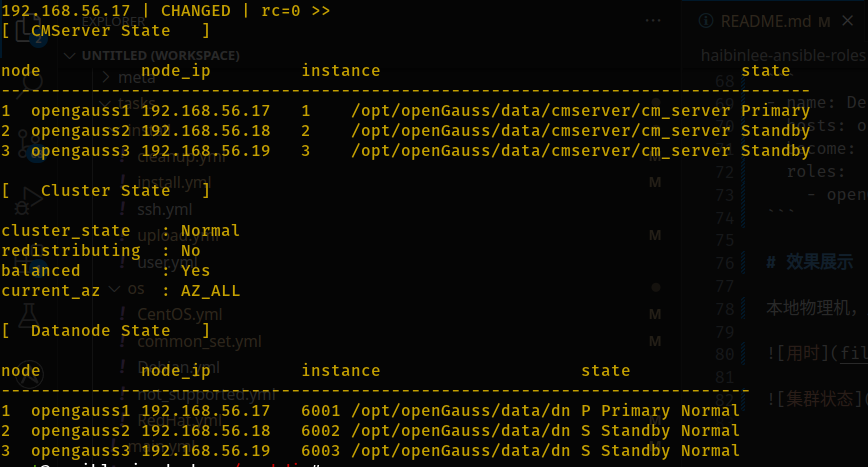 192.168.56.17 | CHANGED | rc=0 >>
[  CMServer State   ]
node          node_ip         instance                                    state
---------------------------------------------------------------------------------
1  opengauss1 192.168.56.17   1    /opt/openGauss/data/cmserver/cm_server Primary
2  opengauss2 192.168.56.18   2    /opt/openGauss/data/cmserver/cm_server Standby
3  opengauss3 192.168.56.19   3    /opt/openGauss/data/cmserver/cm_server Standby
[   Cluster State   ]
cluster_state   : Normal
redistributing  : No
balanced        : Yes
current_az      : AZ_ALL
[  Datanode State   ]
node          node_ip         instance                    state
---------------------------------------------------------------------------
1  opengauss1 192.168.56.17   6001 /opt/openGauss/data/dn P Primary Normal
2  opengauss2 192.168.56.18   6002 /opt/openGauss/data/dn S Standby Normal
3  opengauss3 192.168.56.19   6003 /opt/openGauss/data/dn S Standby Normal
EXPLORER
UNTITLED (WORKSPACE)
meta
tasks
cleanup.yml
install.yml M
ssh.yml
upload.yml M
user.yml
os
CentOS.yml M
common_set.yml M
Debian.yml
not_supported.yml
README.md M
haibinlee-ansible-roles
68
name: De
hosts:
become:
72 roles:
73 - open
74 ```
75
76 # 效果展示
77
78 本地物理机，
79
80 ![用时](fil
81
82 ![集群状态](